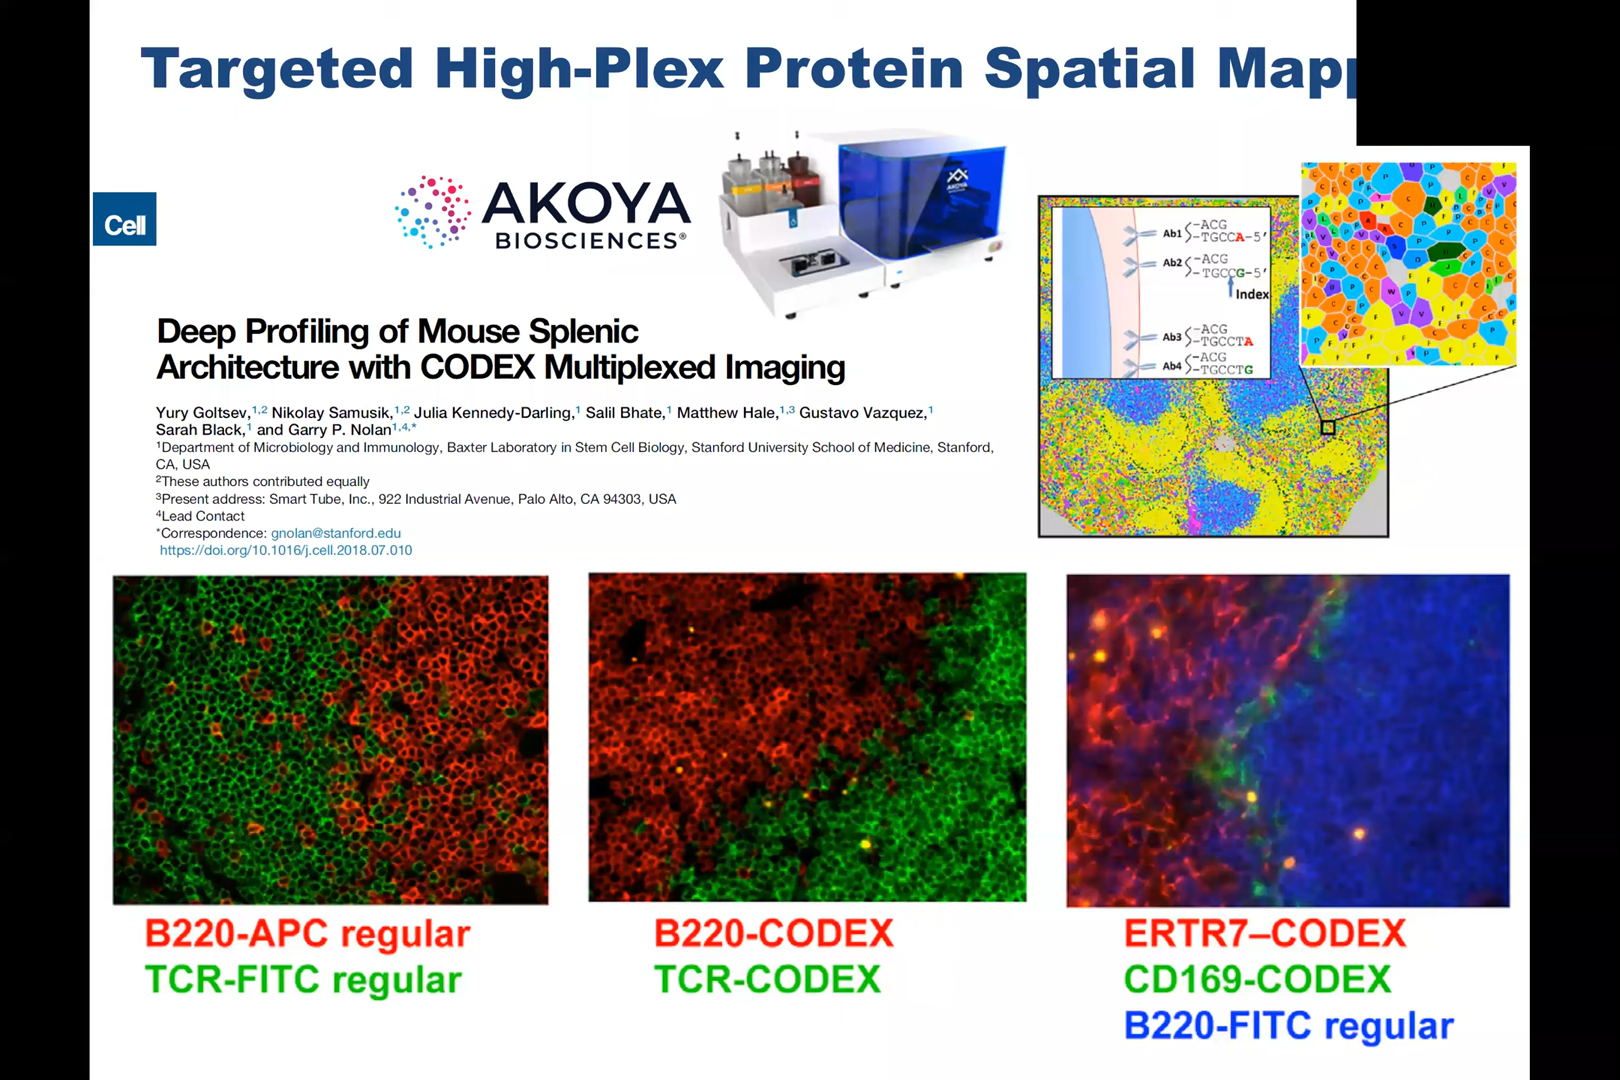 Targeted High-Plex Protein Spatial Mapp
Cell
AKOYA
BIOSCIENCES®
AKOYA
Deep Profiling of Mouse Splenic
Architecture with CODEX Multiplexed Imaging
Yury Goltsev,1,2 Nikolay Samusik,1,2 Julia Kennedy-Darling,1 Salil Bhate,1 Matthew Hale,1,3 Gustavo Vazquez,1
Sarah Black,1 and Garry P. Nolan1,4,*
1Department of Microbiology and Immunology, Baxter Laboratory in Stem Cell Biology, Stanford University School of Medicine, Stanford,
CA, USA
2These authors contributed equally
3Present address: Smart Tube, Inc., 922 Industrial Avenue, Palo Alto, CA 94303, USA
4Lead Contact
*Correspondence: gnolan@stanford.edu
https://doi.org/10.1016/j.cell.2018.07.010
Ab1 -ACG
-TGCCA-5'
Ab2 -ACG
-TGCCG-5'
Index
Ab3 -ACG
-TGCCTA
Ab4 -ACG
-TGCCTG
B220-APC regular
TCR-FITC regular
B220-CODEX
TCR-CODEX
ERTR7–CODEX
CD169-CODEX
B220-FITC regular